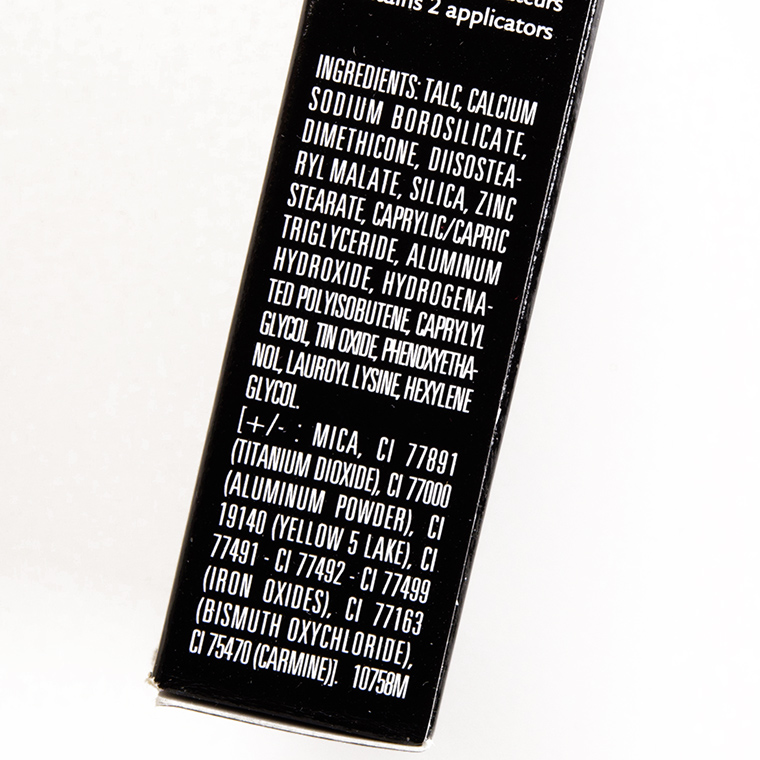 2 applicators
INGREDIENTS: TALC, CALCIUM
SODIUM BOROSILICATE,
DIMETHICONE, DIISOSTEA-
RYL MALATE, SILICA, ZINC
STEARATE, CAPRYLIC/CAPRIC
TRIGLYCERIDE, ALUMINUM
HYDROXIDE, HYDROGENA-
TED POLYISOBUTENE, CAPRYLYL
GLYCOL, TIN OXIDE, PHENOXYETHA-
NOL, LAUROYL LYSINE, HEXYLENE
GLYCOL.
[+/- : MICA, CI 77891
(TITANIUM DIOXIDE), CI 77000
(ALUMINUM POWDER), CI
19140 (YELLOW 5 LAKE), CI
77491 - CI 77492 - CI 77499
(IRON OXIDES), CI 77163
(BISMUTH OXYCHLORIDE),
CI 75470 (CARMINE)]. 10758M